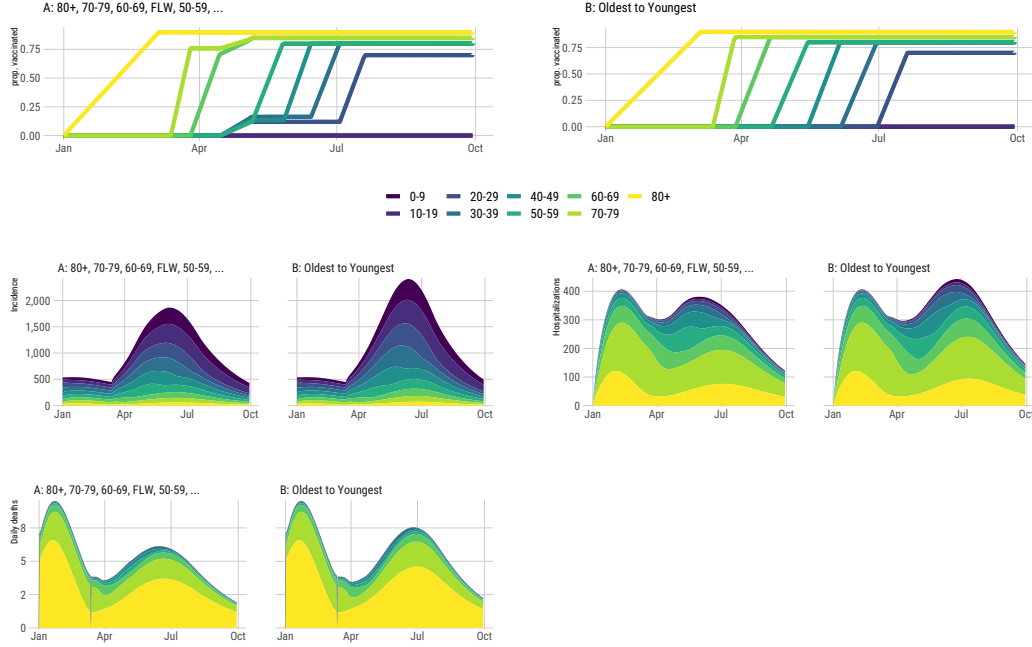 A: 80+, 70-79, 60-69, FLW, 50-59, ...
prop. vaccinated
0.75
0.50
0.25
0.00
Jan Apr Jul Oct
B: Oldest to Youngest
prop. vaccinated
0.75
0.50
0.25
0.00
Jan Apr Jul Oct
0-9 20-29 40-49 60-69 80+
10-19 30-39 50-59 70-79
A: 80+, 70-79, 60-69, FLW, 50-59, ...
Incidence
2,000
1,500
1,000
500
0
Jan Apr Jul Oct
B: Oldest to Youngest
Jan Apr Jul Oct
A: 80+, 70-79, 60-69, FLW, 50-59, ...
Hospitalizations
400
300
200
100
0
Jan Apr Jul Oct
B: Oldest to Youngest
Jan Apr Jul Oct
A: 80+, 70-79, 60-69, FLW, 50-59, ...
Daily deaths
8
5
2
0
Jan Apr Jul Oct
B: Oldest to Youngest
Jan Apr Jul Oct